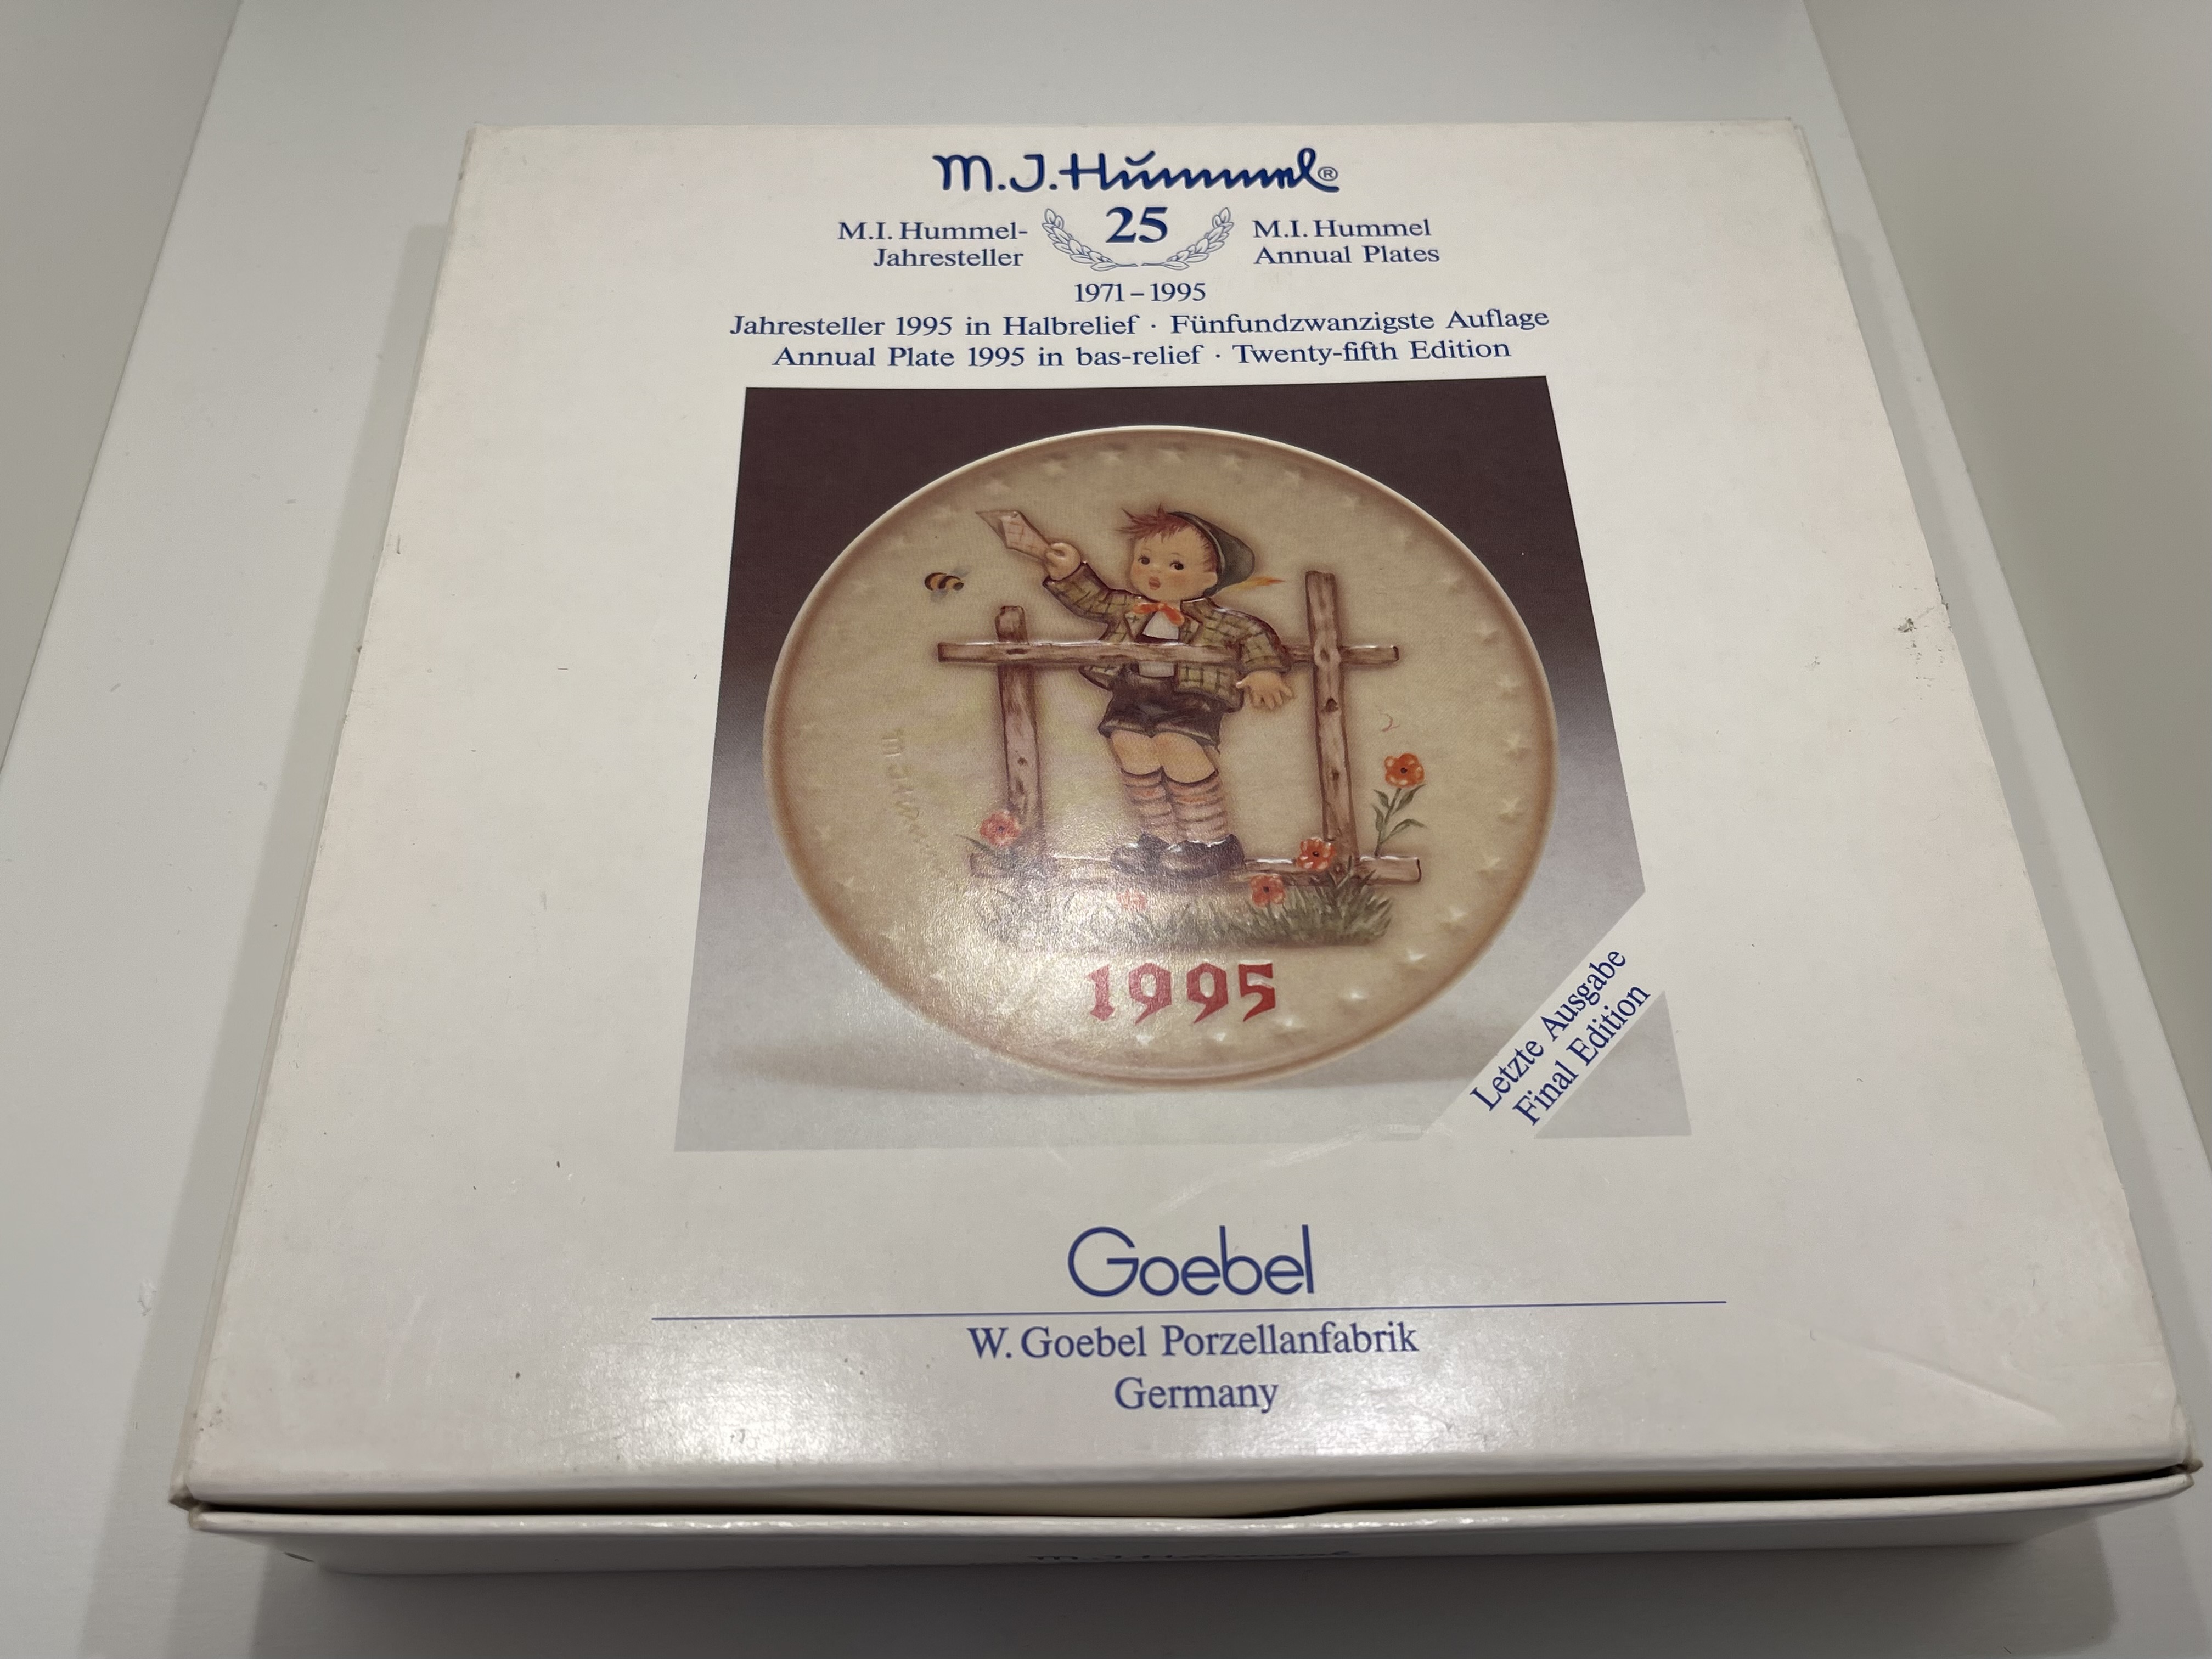 M.J.Hummel®
M.I. Hummel- 25 M.I. Hummel
Jahresteller Annual Plates
1971–1995
Jahresteller 1995 in Halbrelief · Fünfundzwanzigste Auflage
Annual Plate 1995 in bas-relief · Twenty-fifth Edition
1995
Letzte Ausgabe
Final Edition
Goebel
W. Goebel Porzellanfabrik
Germany